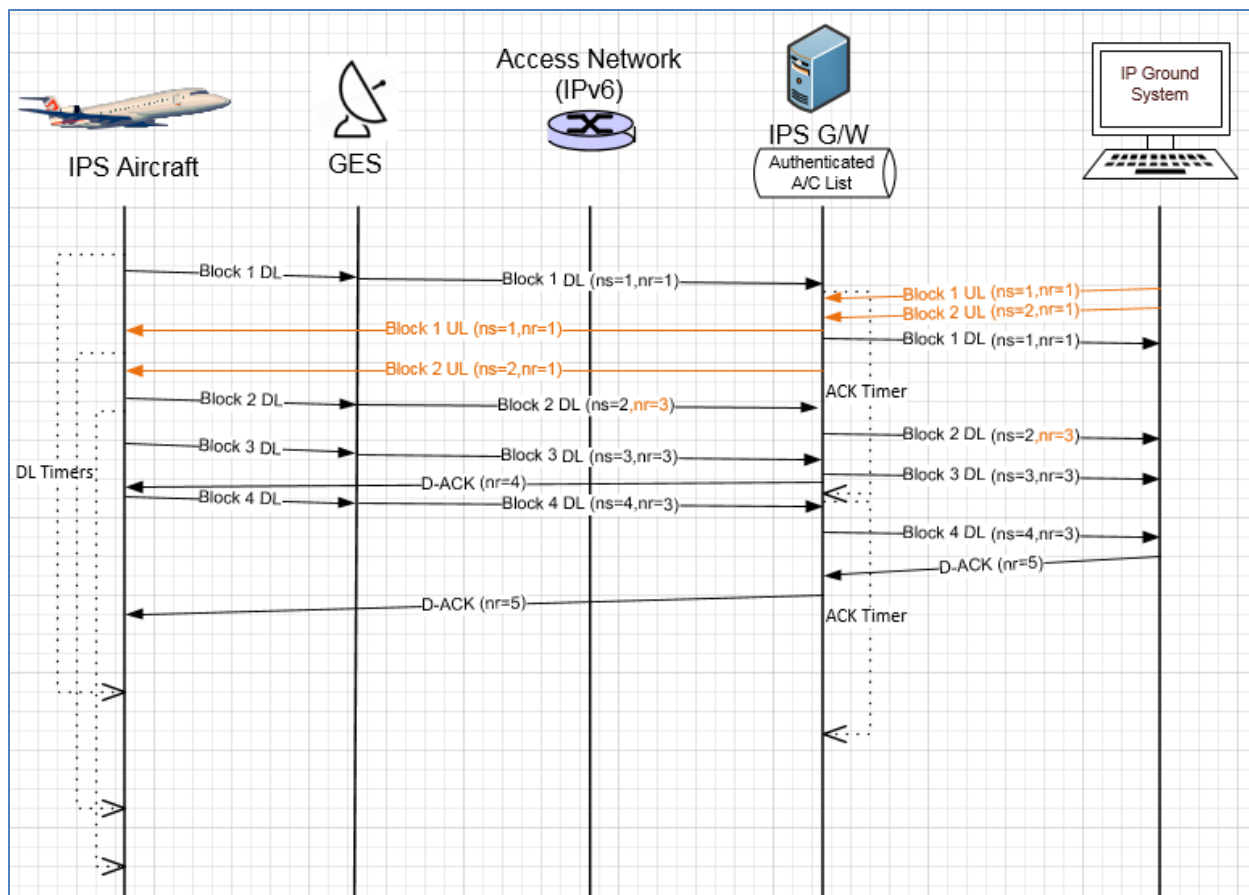 Access Network
(IPv6)
IP Ground
System
IPS Aircraft
GES
IPS G/W
Authenticated
A/C List
Block 1 DL
Block 1 DL (ns=1,nr=1)
Block 1 UL (ns=1,nr=1)
Block 2 UL (ns=2,nr=1)
Block 1 UL (ns=1,nr=1)
Block 1 DL (ns=1,nr=1)
Block 2 UL (ns=2,nr=1)
ACK Timer
Block 2 DL
Block 2 DL (ns=2,nr=3)
Block 2 DL (ns=2,nr=3)
Block 3 DL
Block 3 DL (ns=3,nr=3)
DL Timers
Block 3 DL (ns=3,nr=3)
D-ACK (nr=4)
Block 4 DL
Block 4 DL (ns=4,nr=3)
Block 4 DL (ns=4,nr=3)
D-ACK (nr=5)
D-ACK (nr=5)
ACK Timer